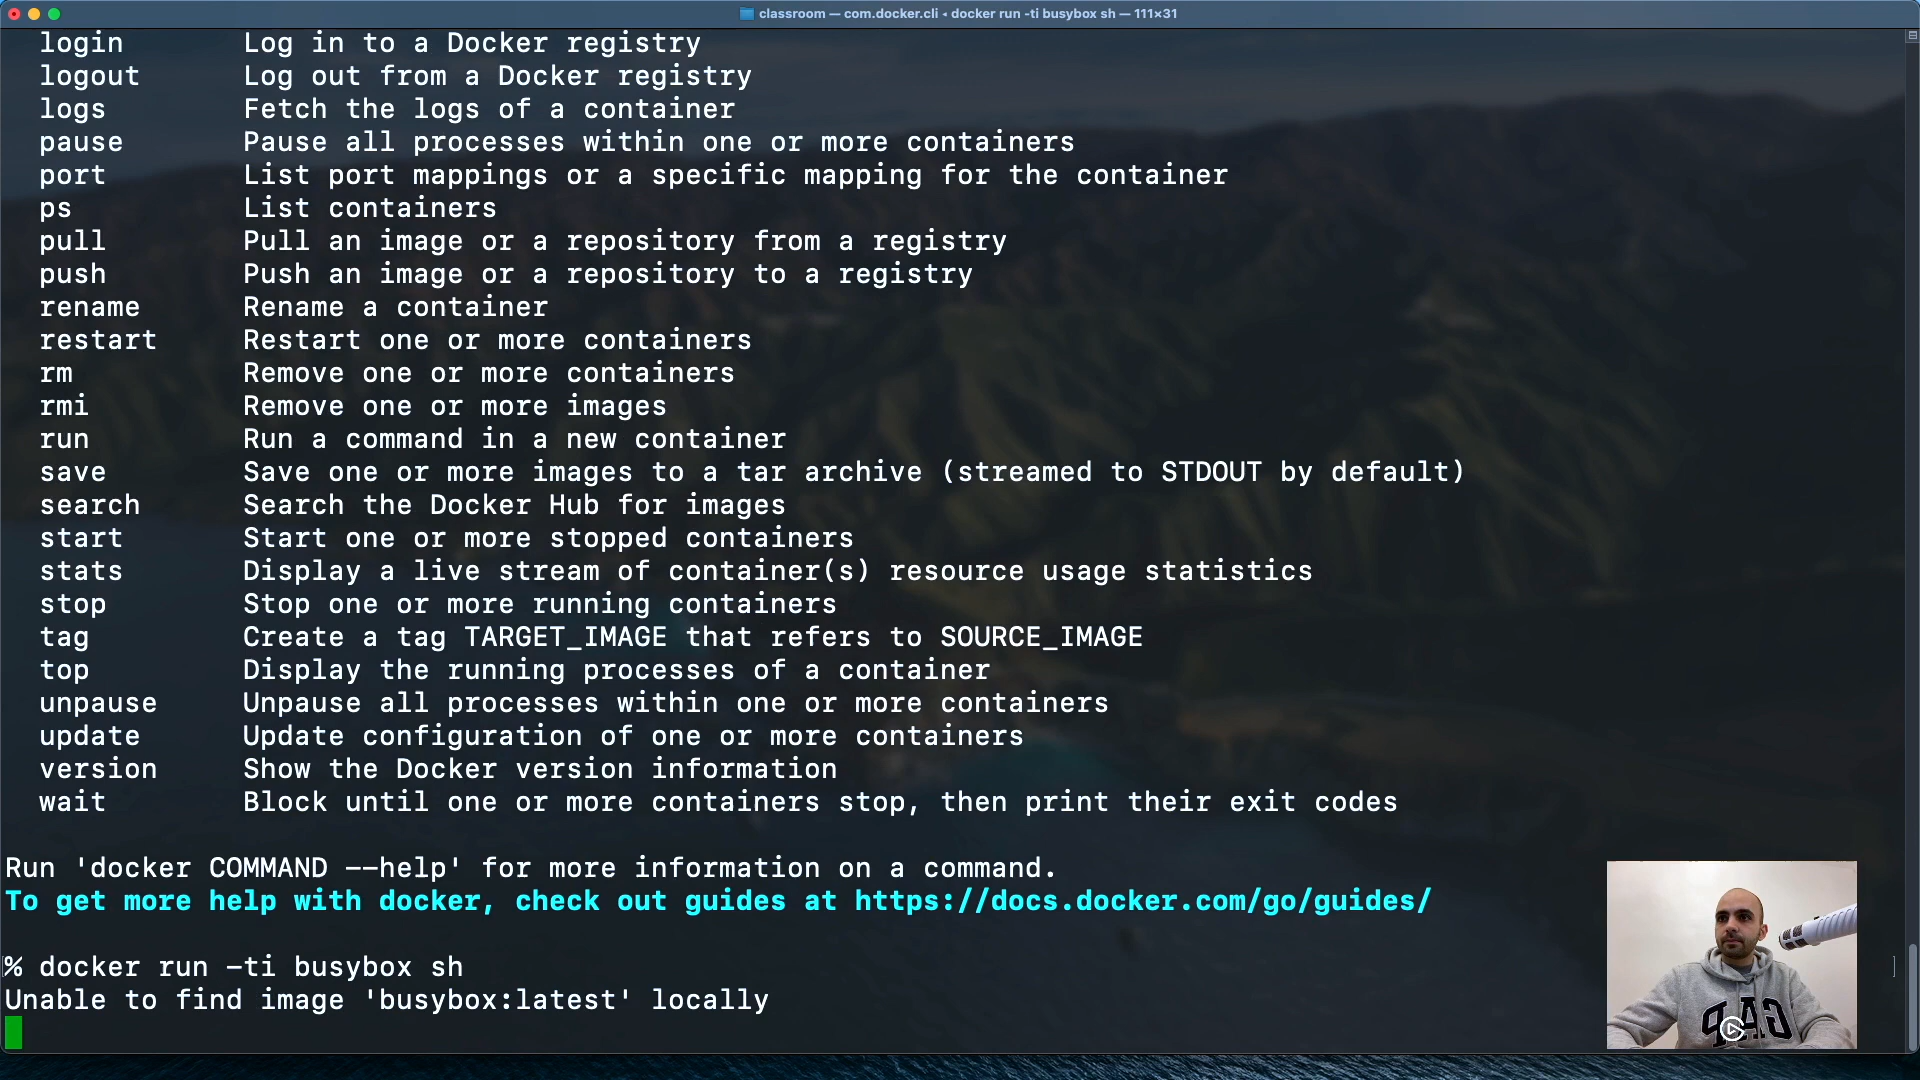 classroom — com.docker.cli ◂ docker run -ti busybox sh — 111×31
login Log in to a Docker registry
logout Log out from a Docker registry
logs Fetch the logs of a container
pause Pause all processes within one or more containers
port List port mappings or a specific mapping for the container
ps List containers
pull Pull an image or a repository from a registry
push Push an image or a repository to a registry
rename Rename a container
restart Restart one or more containers
rm Remove one or more containers
rmi Remove one or more images
run Run a command in a new container
save Save one or more images to a tar archive (streamed to STDOUT by default)
search Search the Docker Hub for images
start Start one or more stopped containers
stats Display a live stream of container(s) resource usage statistics
stop Stop one or more running containers
tag Create a tag TARGET_IMAGE that refers to SOURCE_IMAGE
top Display the running processes of a container
unpause Unpause all processes within one or more containers
update Update configuration of one or more containers
version Show the Docker version information
wait Block until one or more containers stop, then print their exit codes
Run 'docker COMMAND --help' for more information on a command.
To get more help with docker, check out guides at https://docs.docker.com/go/guides/
% docker run -ti busybox sh
Unable to find image 'busybox:latest' locally
GAP